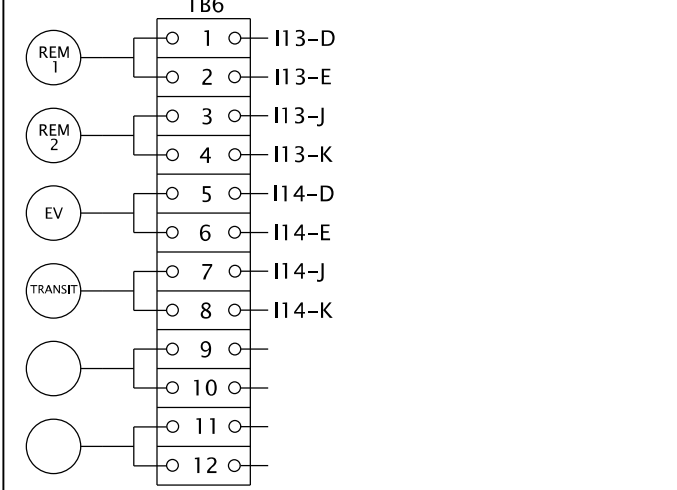 TB6
REM
1
1 I13-D
2 I13-E
REM
2
3 I13-J
4 I13-K
EV
5 I14-D
6 I14-E
TRANSIT
7 I14-J
8 I14-K
9
10
11
12